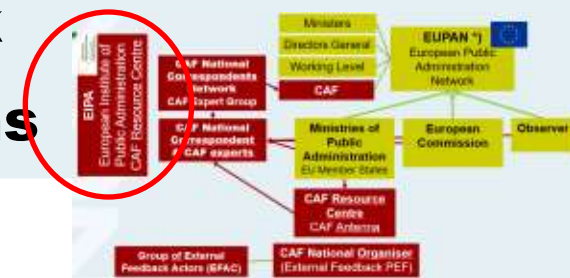 s
EIPA
European Institute of
Public Administration
CAF Resource Centre
CAF National
Correspondents
Network
CAF Expert Group
CAF National
Correspondent
& CAF experts
Ministers
Directors General
Working Level
CAF
EUPAN *)
European Public
Administration
Network
Ministries of
Public
Administration
EU Member States
European
Commission
Observer
CAF Resource
Centre
CAF Antenna
Group of External
Feedback Actors (EFAC)
CAF National Organiser
(External Feedback PEF)